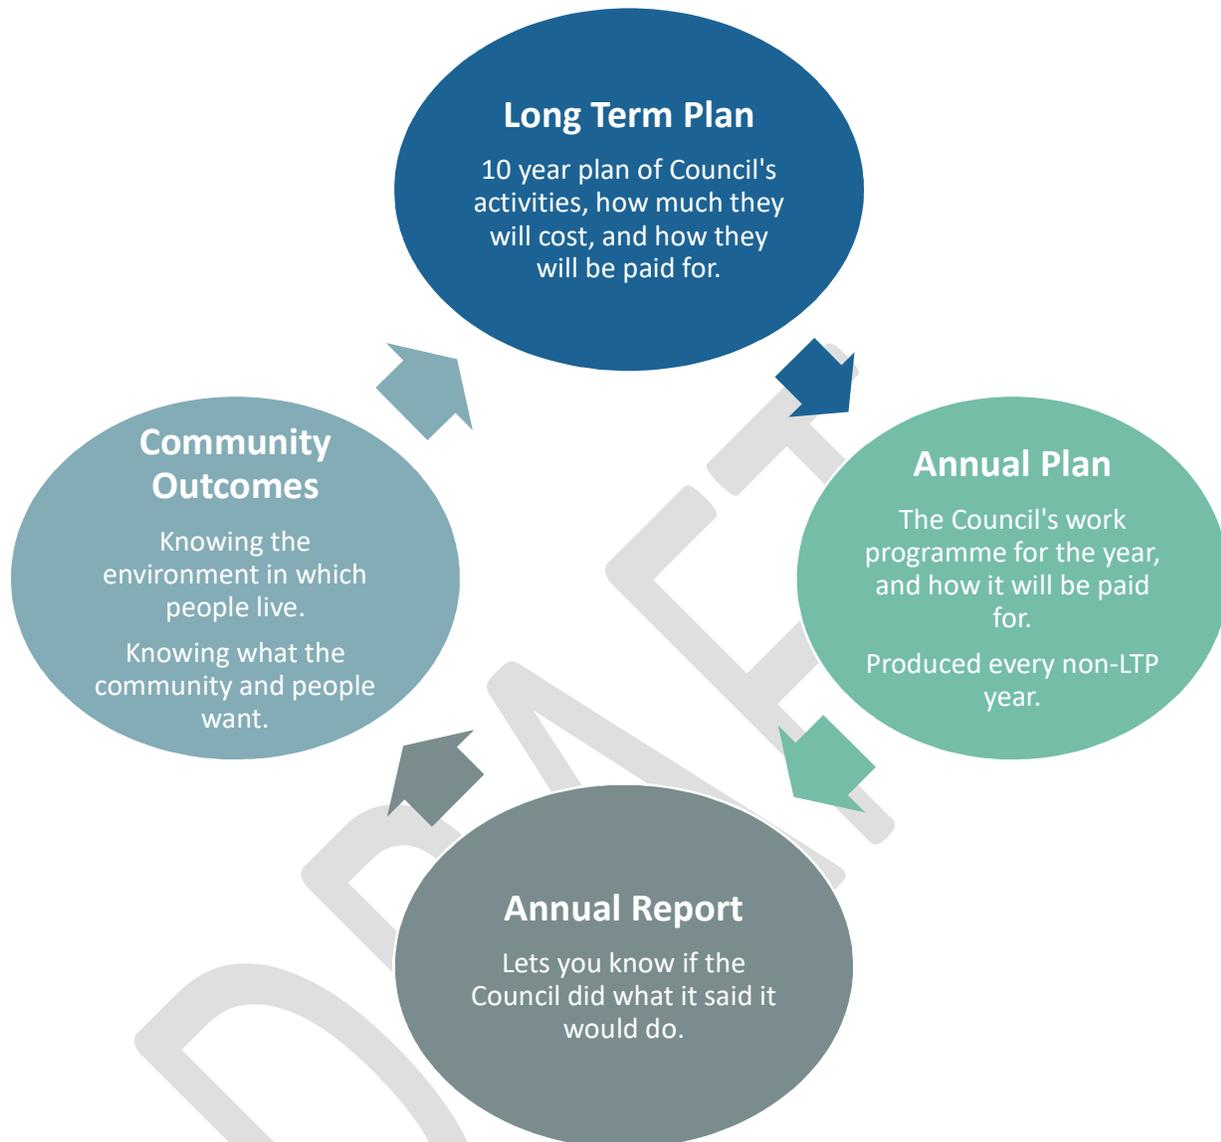 Long Term Plan
10 year plan of Council's
activities, how much they
will cost, and how they
will be paid for.
Community
Outcomes
Knowing the
environment in which
people live.
Knowing what the
community and people
want.
Annual Plan
The Council's work
programme for the year,
and how it will be paid
for.
Produced every non-LTP
year.
Annual Report
Lets you know if the
Council did what it said it
would do.
DRAFT